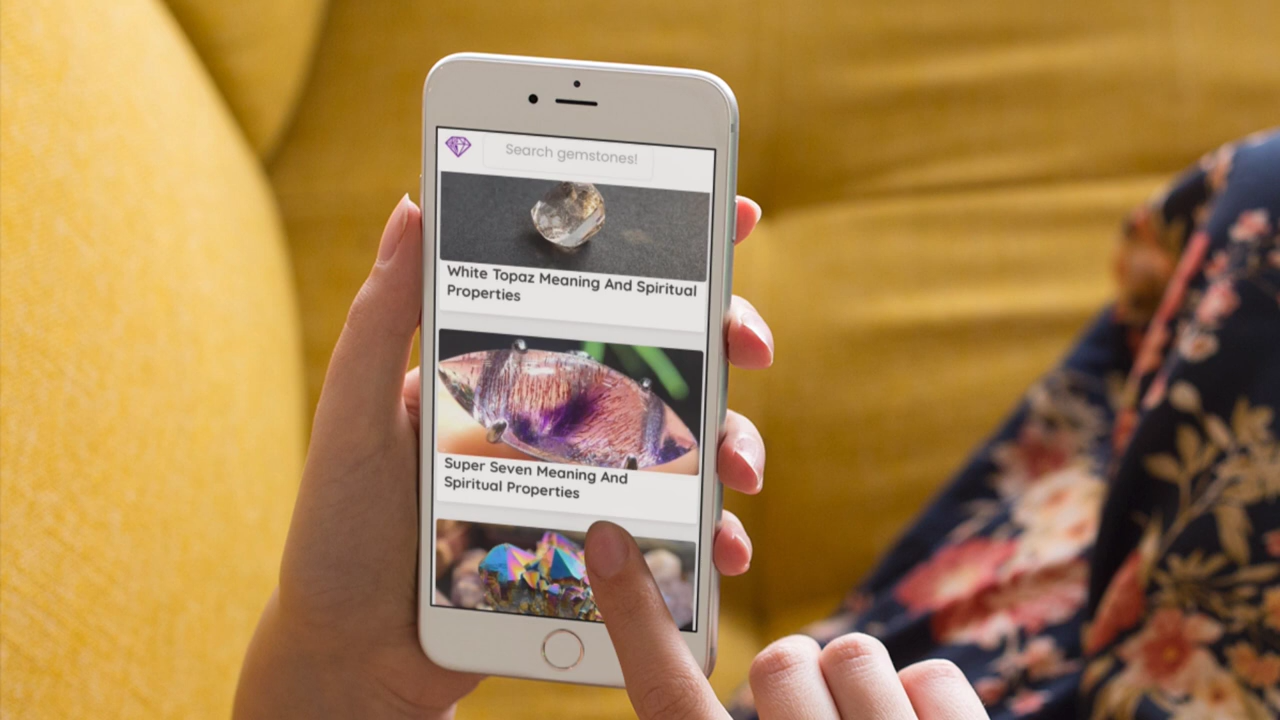 Search gemstones!
White Topaz Meaning And Spiritual
Properties
Super Seven Meaning And
Spiritual Properties